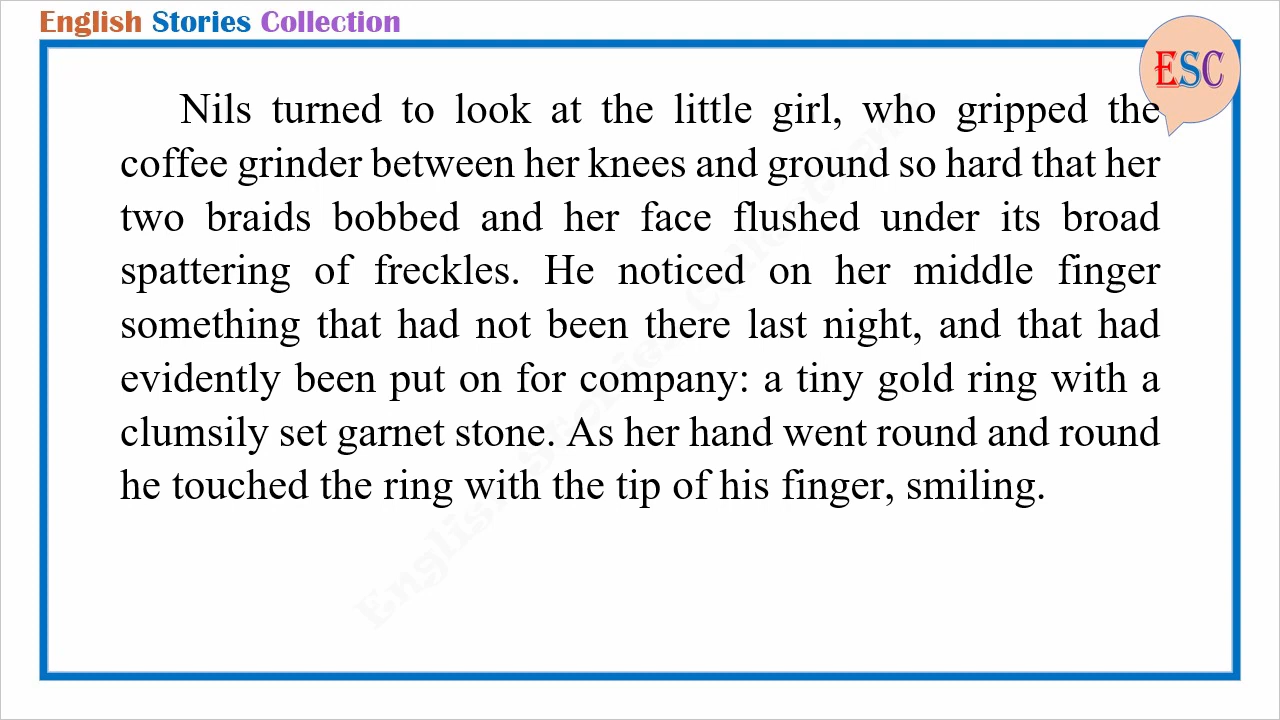 English Stories Collection
ESC
Nils turned to look at the little girl, who gripped the
coffee grinder between her knees and ground so hard that her
two braids bobbed and her face flushed under its broad
spattering of freckles. He noticed on her middle finger
something that had not been there last night, and that had
evidently been put on for company: a tiny gold ring with a
clumsily set garnet stone. As her hand went round and round
he touched the ring with the tip of his finger, smiling.
English Stories Collection